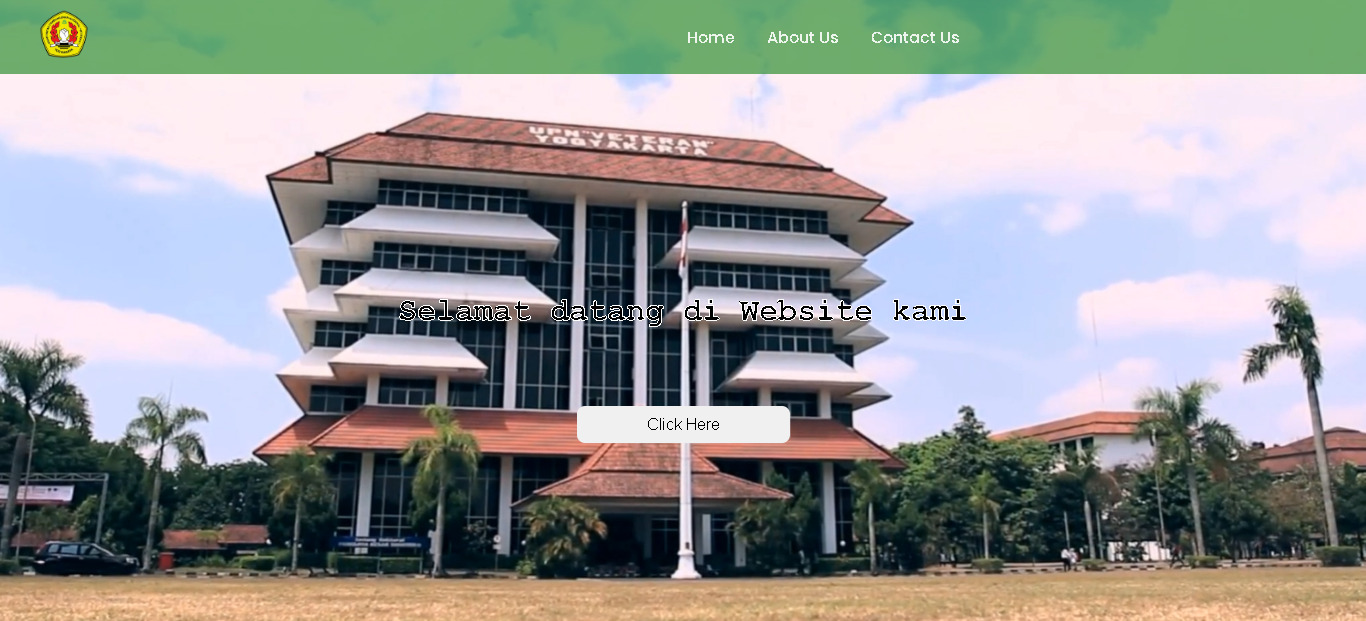 Home About Us Contact Us
UPN "VETERAN"
YOGYAKARTA
Selamat datang di Website kami
Click Here